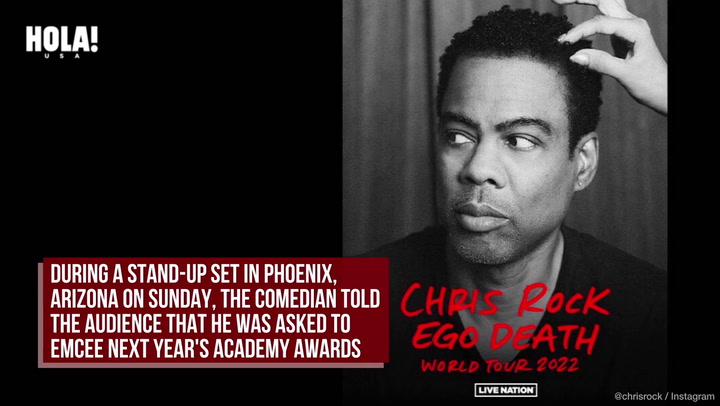 HOLA!
USA
DURING A STAND-UP SET IN PHOENIX,
ARIZONA ON SUNDAY, THE COMEDIAN TOLD
THE AUDIENCE THAT HE WAS ASKED TO
EMCEE NEXT YEAR'S ACADEMY AWARDS
CHRIS ROCK
EGO DEATH
WORLD TOUR 2022
LIVE NATION
@chrisrock / Instagram